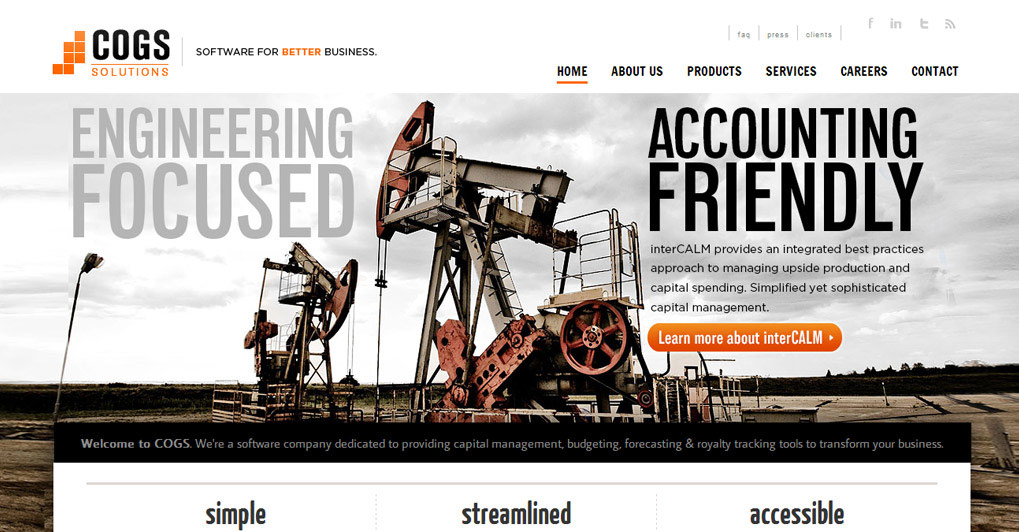 COGS
SOLUTIONS
SOFTWARE FOR BETTER BUSINESS.
faq
press
clients
f
in
t
HOME
ABOUT US
PRODUCTS
SERVICES
CAREERS
CONTACT
ENGINEERING
FOCUSED
ACCOUNTING
FRIENDLY
interCALM provides an integrated best practices
approach to managing upside production and
capital spending. Simplified yet sophisticated
capital management.
Learn more about interCALM
Welcome to COGS. We're a software company dedicated to providing capital management, budgeting, forecasting & royalty tracking tools to transform your business.
simple
streamlined
accessible